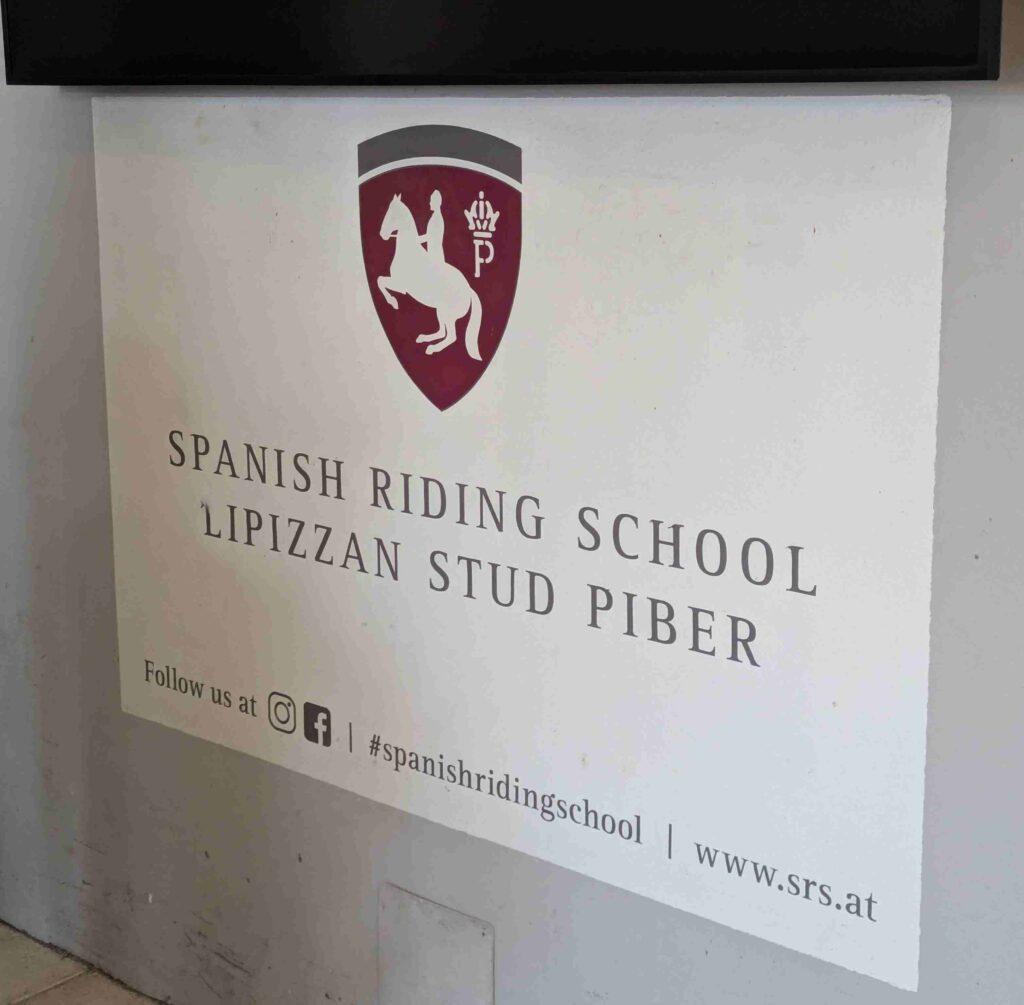 P
SPANISH RIDING SCHOOL
LIPIZZAN STUD PIBER
Follow us at | #spanishridingschool | www.srs.at